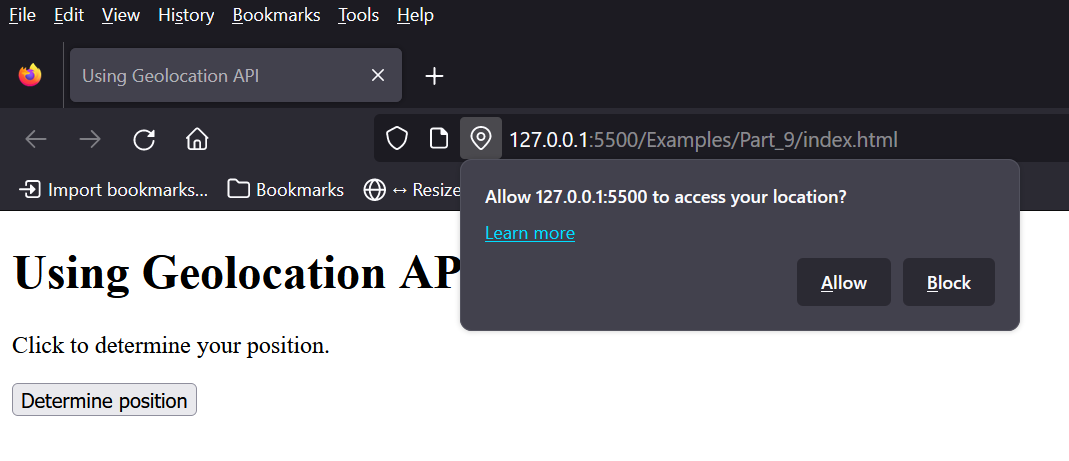 File Edit View History Bookmarks Tools Help
Using Geolocation API
127.0.0.1:5500/Examples/Part_9/index.html
Import bookmarks... Bookmarks ↔ Resize
Allow 127.0.0.1:5500 to access your location?
Learn more
Allow Block
Using Geolocation AP
Click to determine your position.
Determine position